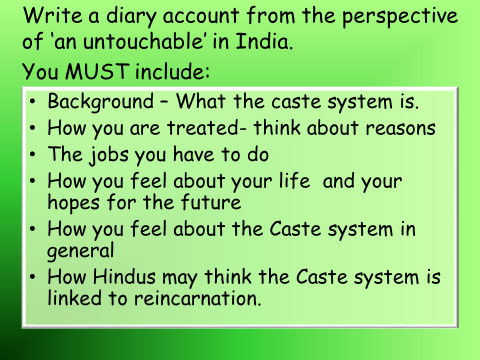 Write a diary account from the perspective
of ‘an untouchable’ in India.
You MUST include:
• Background – What the caste system is.
• How you are treated- think about reasons
• The jobs you have to do
• How you feel about your life and your
hopes for the future
• How you feel about the Caste system in
general
• How Hindus may think the Caste system is
linked to reincarnation.